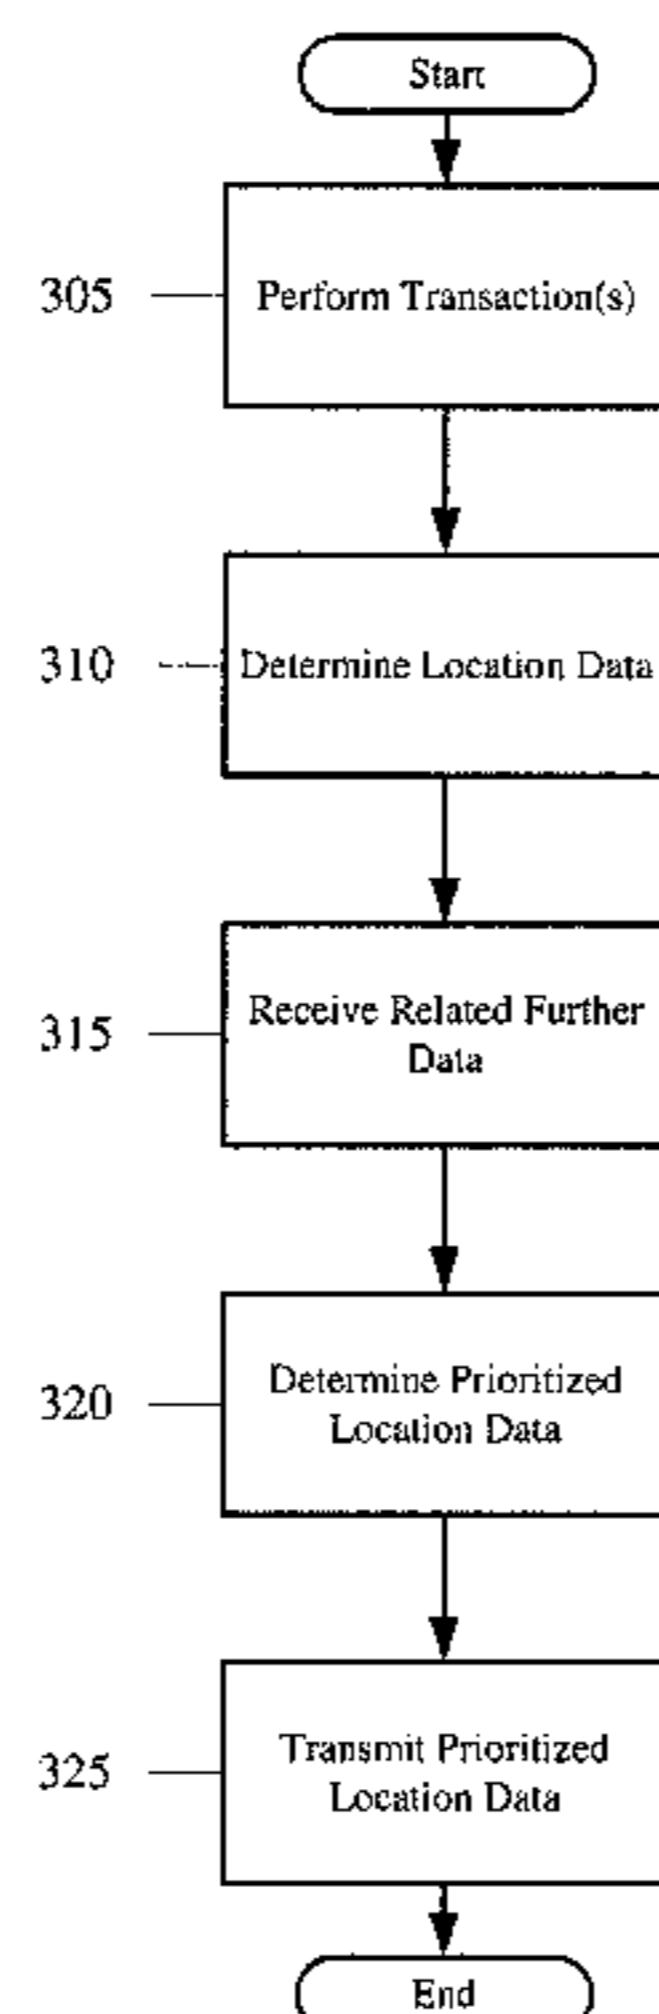 Start
305
Perform Transaction(s)
310
Determine Location Data
315
Receive Related Further
Data
320
Determine Prioritized
Location Data
325
Transmit Prioritized
Location Data
End